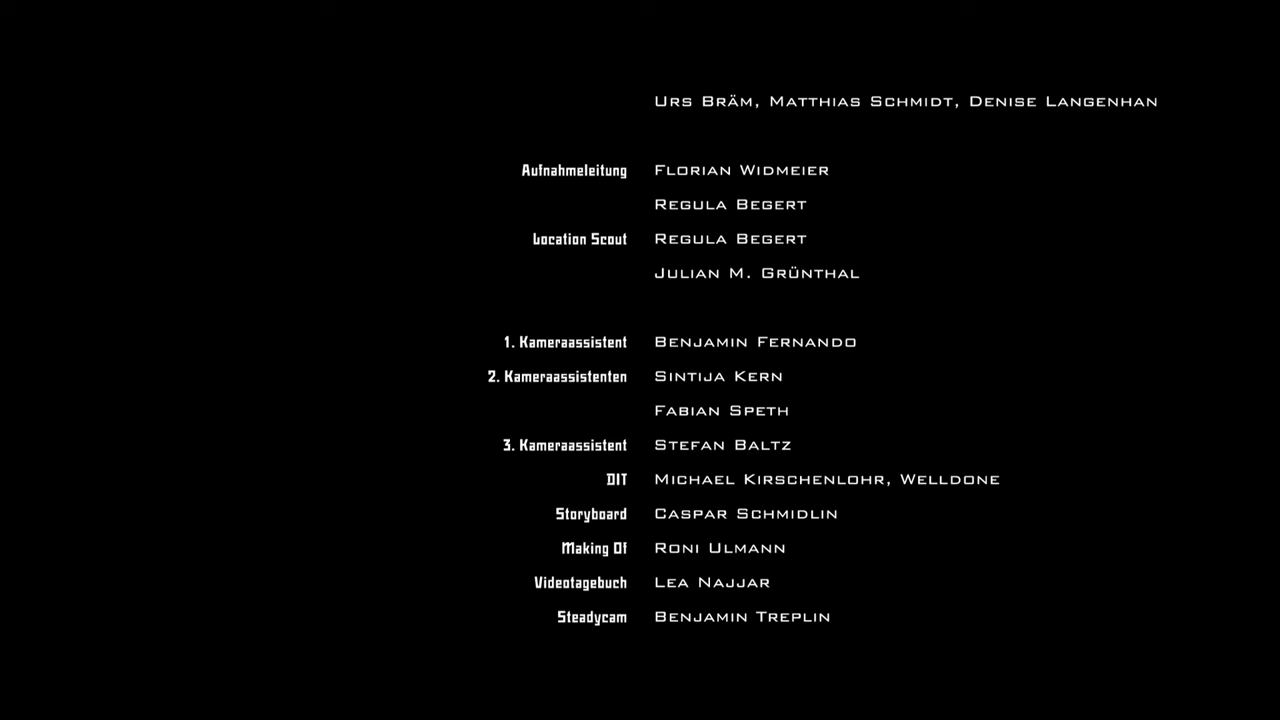 Urs Bräm, Matthias Schmidt, Denise Langenhan
Aufnahmeleitung Florian Widmeier
Regula Begert
Location Scout Regula Begert
Julian M. Grünthal
1. Kameraassistent Benjamin Fernando
2. Kameraassistenten Sintija Kern
Fabian Speth
3. Kameraassistent Stefan Baltz
DIT Michael Kirschenlohr, Welldone
Storyboard Caspar Schmidlin
Making Of Roni Ulmann
Videotagebuch Lea Najjar
Steadycam Benjamin Treplin